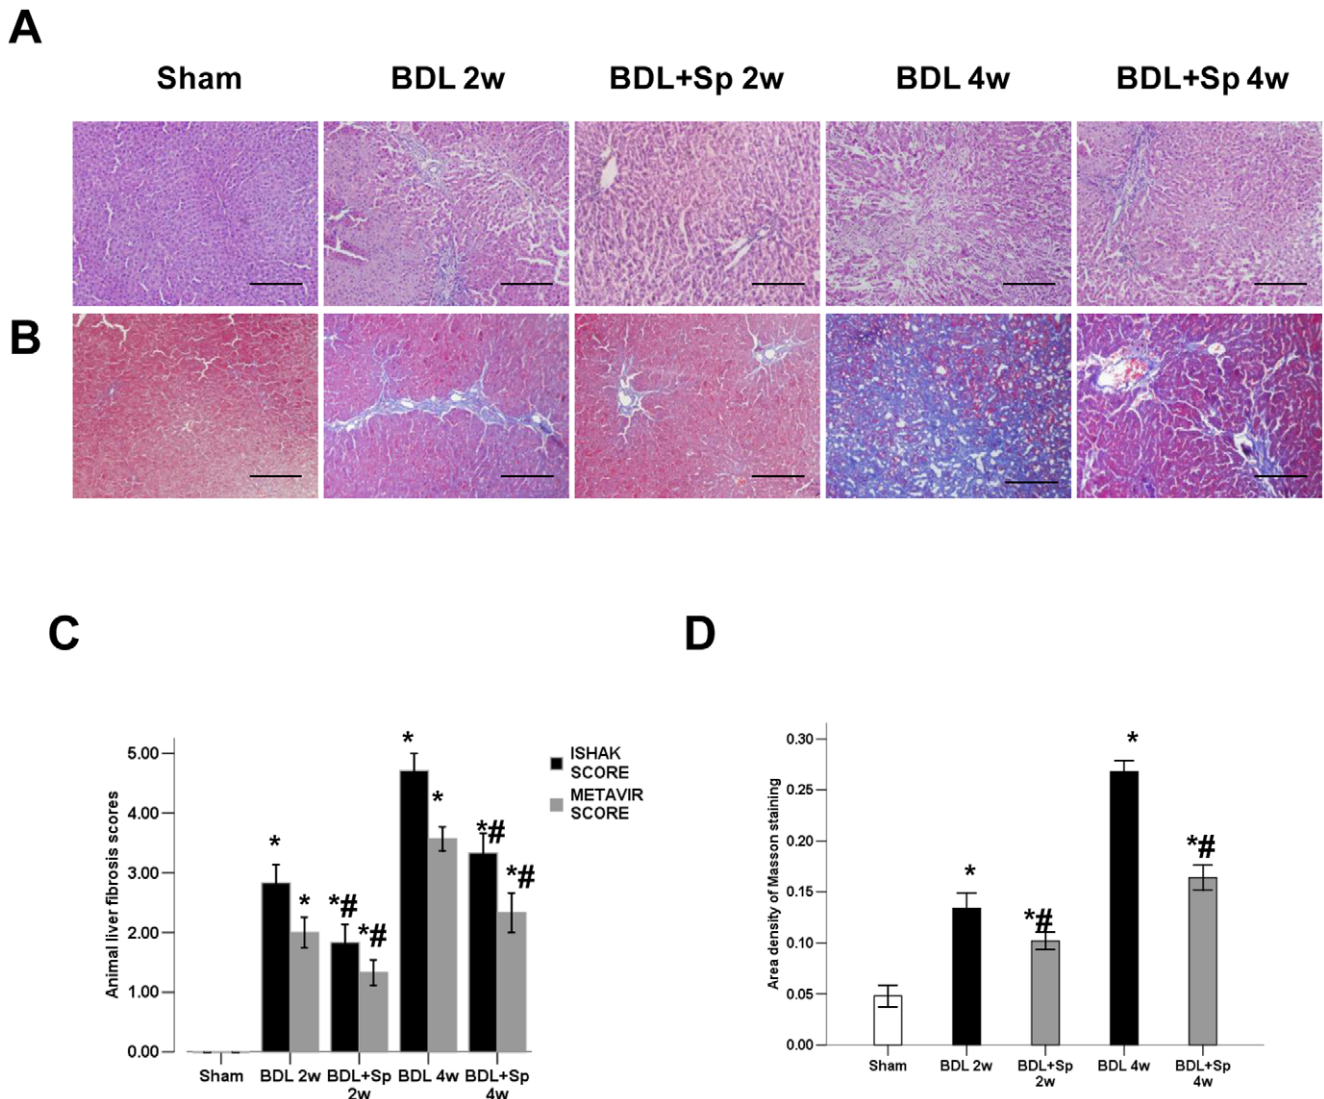 A
Sham
BDL 2w
BDL+Sp 2w
BDL 4w
BDL+Sp 4w
B
C
D
Animal liver fibrosis scores
5.00
4.00
3.00
2.00
1.00
0.00
*
*
*#
*#
*
*
*#
*#
ISHAK
SCORE
METAVIR
SCORE
Sham
BDL 2w
BDL+Sp
2w
BDL 4w
BDL+Sp
4w
Area density of Masson staining
0.30
0.25
0.20
0.15
0.10
0.05
0.00
*
*#
*
*#
Sham
BDL 2w
BDL+Sp
2w
BDL 4w
BDL+Sp
4w